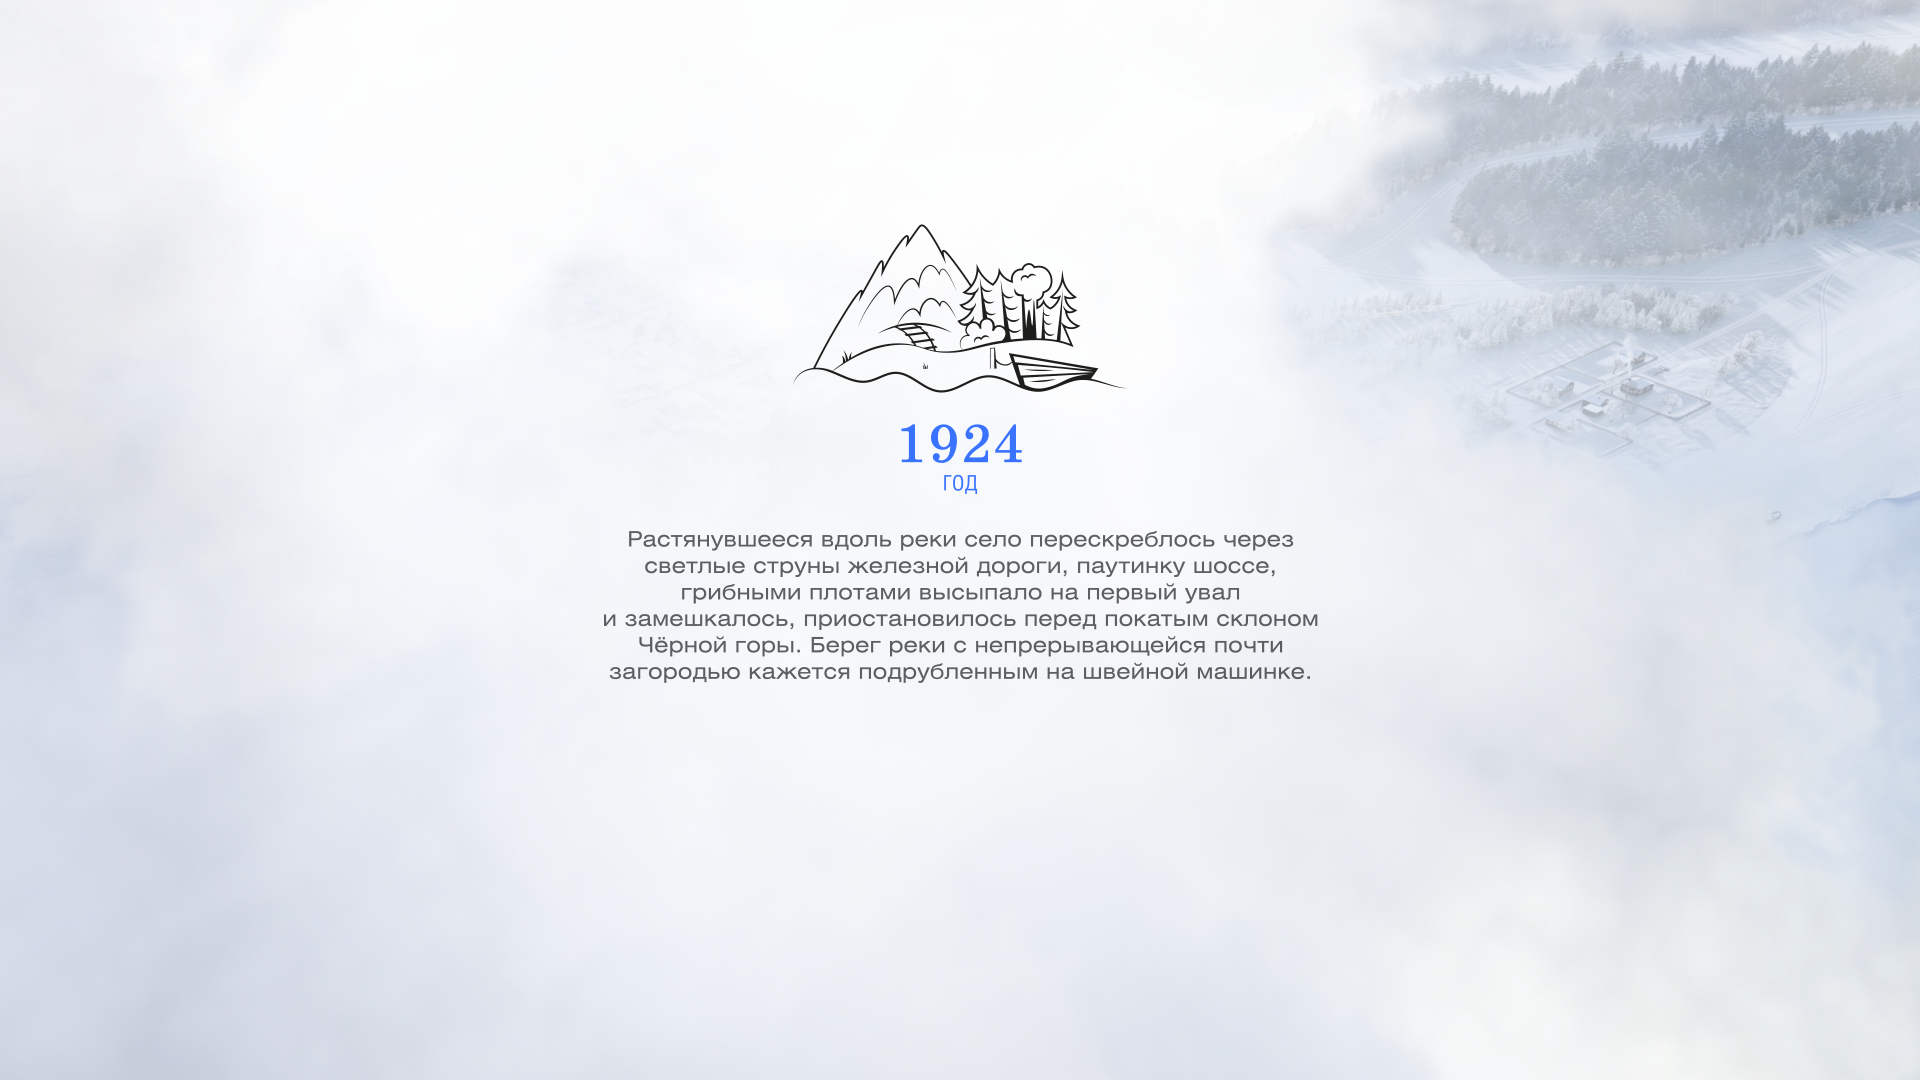 1924
ГОД
Растянувшееся вдоль реки село перескреблось через
светлые струны железной дороги, паутинку шоссе,
грибными плотами высыпало на первый увал
и замешкалось, приостановилось перед покатым склоном
Чёрной горы. Берег реки с непрерывающейся почти
загородью кажется подрубленным на швейной машинке.